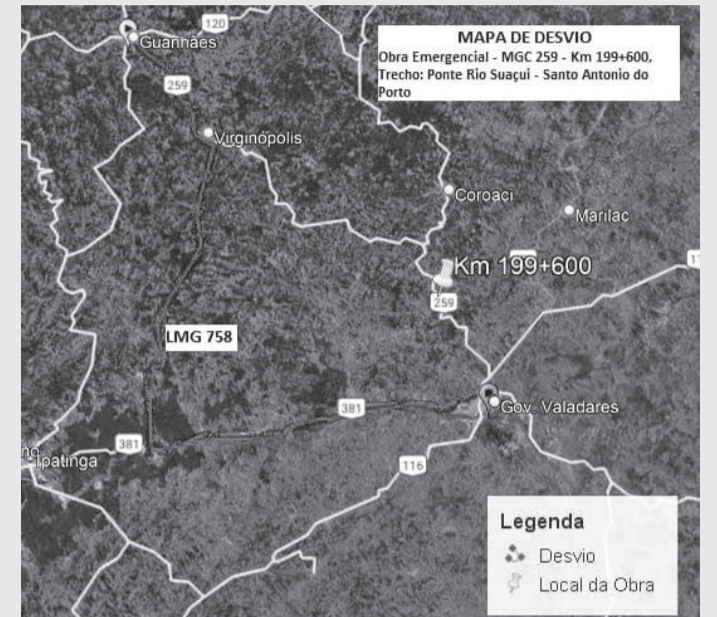 MAPA DE DESVIO
Obra Emergencial - MGC 259 - Km 199+600,
Trecho: Ponte Rio Suaçui - Santo Antonio do
Porto
120
Guanhães
259
Virginópolis
Coroaci
Marilac
Km 199+600
259
LMG 758
381
Gov. Valadares
381
Ipatinga
116
Legenda
Desvio
Local da Obra